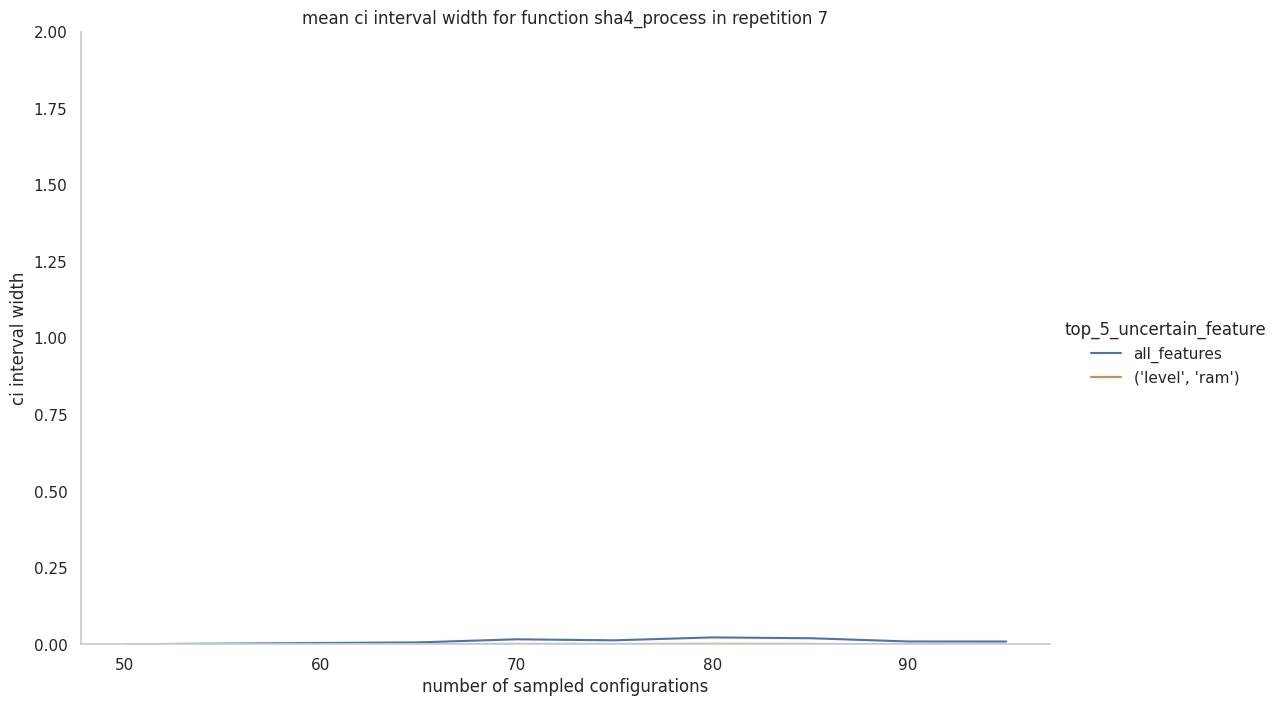 mean ci interval width for function sha4_process in repetition 7
2.00
1.75
1.50
1.25
1.00
0.75
0.50
0.25
0.00
ci interval width
50
60
70
80
90
number of sampled configurations
top_5_uncertain_feature
all_features
('level', 'ram')